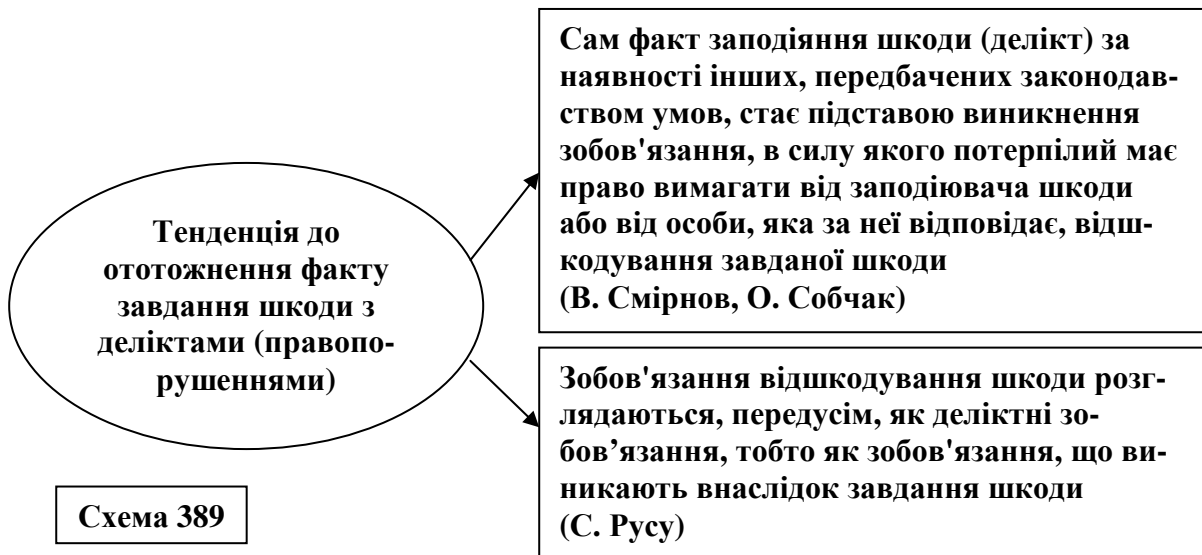 Тенденція до
ототожнення факту
завдання шкоди з
деліктами (правопо-
рушеннями)
Сам факт заподіяння шкоди (делікт) за
наявності інших, передбачених законодав-
ством умов, стає підставою виникнення
зобов'язання, в силу якого потерпілий має
право вимагати від заподіювача шкоди
або від особи, яка за неї відповідає, відш-
кодування завданої шкоди
(В. Смірнов, О. Собчак)
Зобов'язання відшкодування шкоди розг-
лядаються, передусім, як деліктні зо-
бов’язання, тобто як зобов'язання, що ви-
никають внаслідок завдання шкоди
(С. Русу)
Схема 389